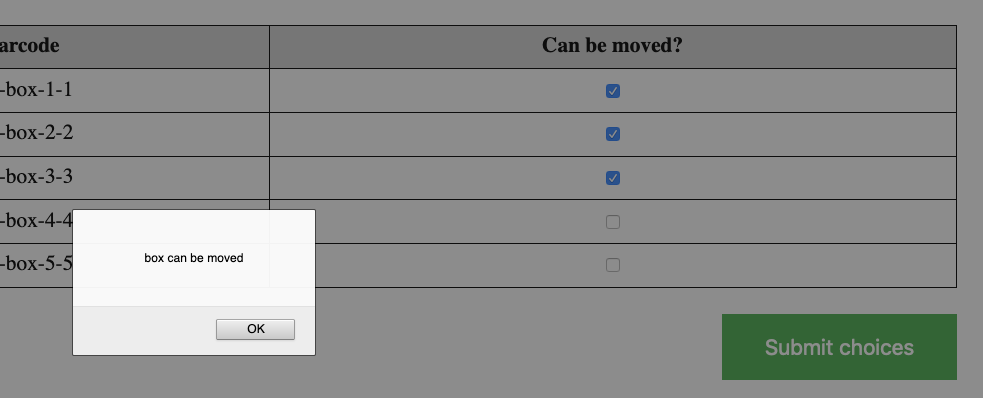 arcode Can be moved?
-box-1-1
-box-2-2
-box-3-3
-box-4-4
-box-5-5
box can be moved
OK
Submit choices